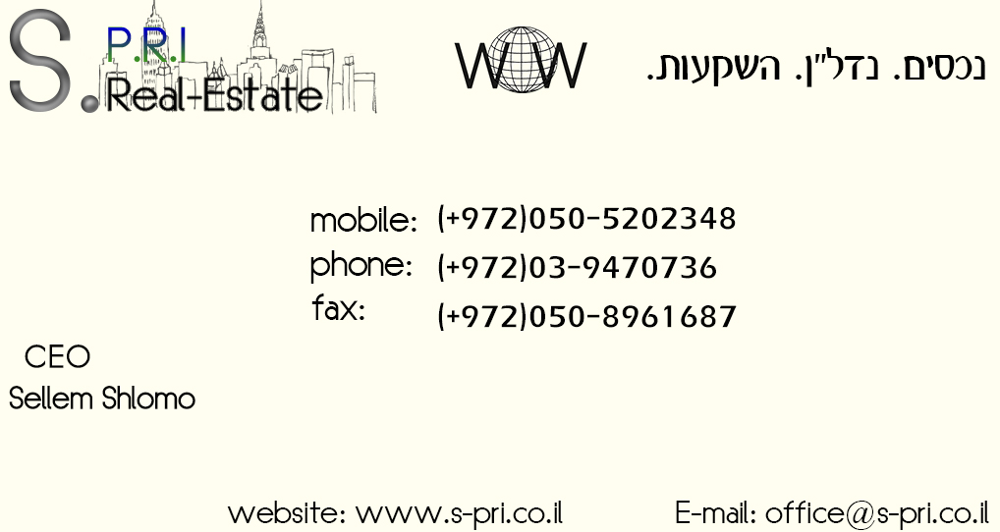 S. P.R.I
Real-Estate
WW
נכסים. נדל"ן. השקעות.
mobile: (+972)050-5202348
phone: (+972)03-9470736
fax: (+972)050-8961687
CEO
Sellem Shlomo
website: www.s-pri.co.il
E-mail: office@s-pri.co.il